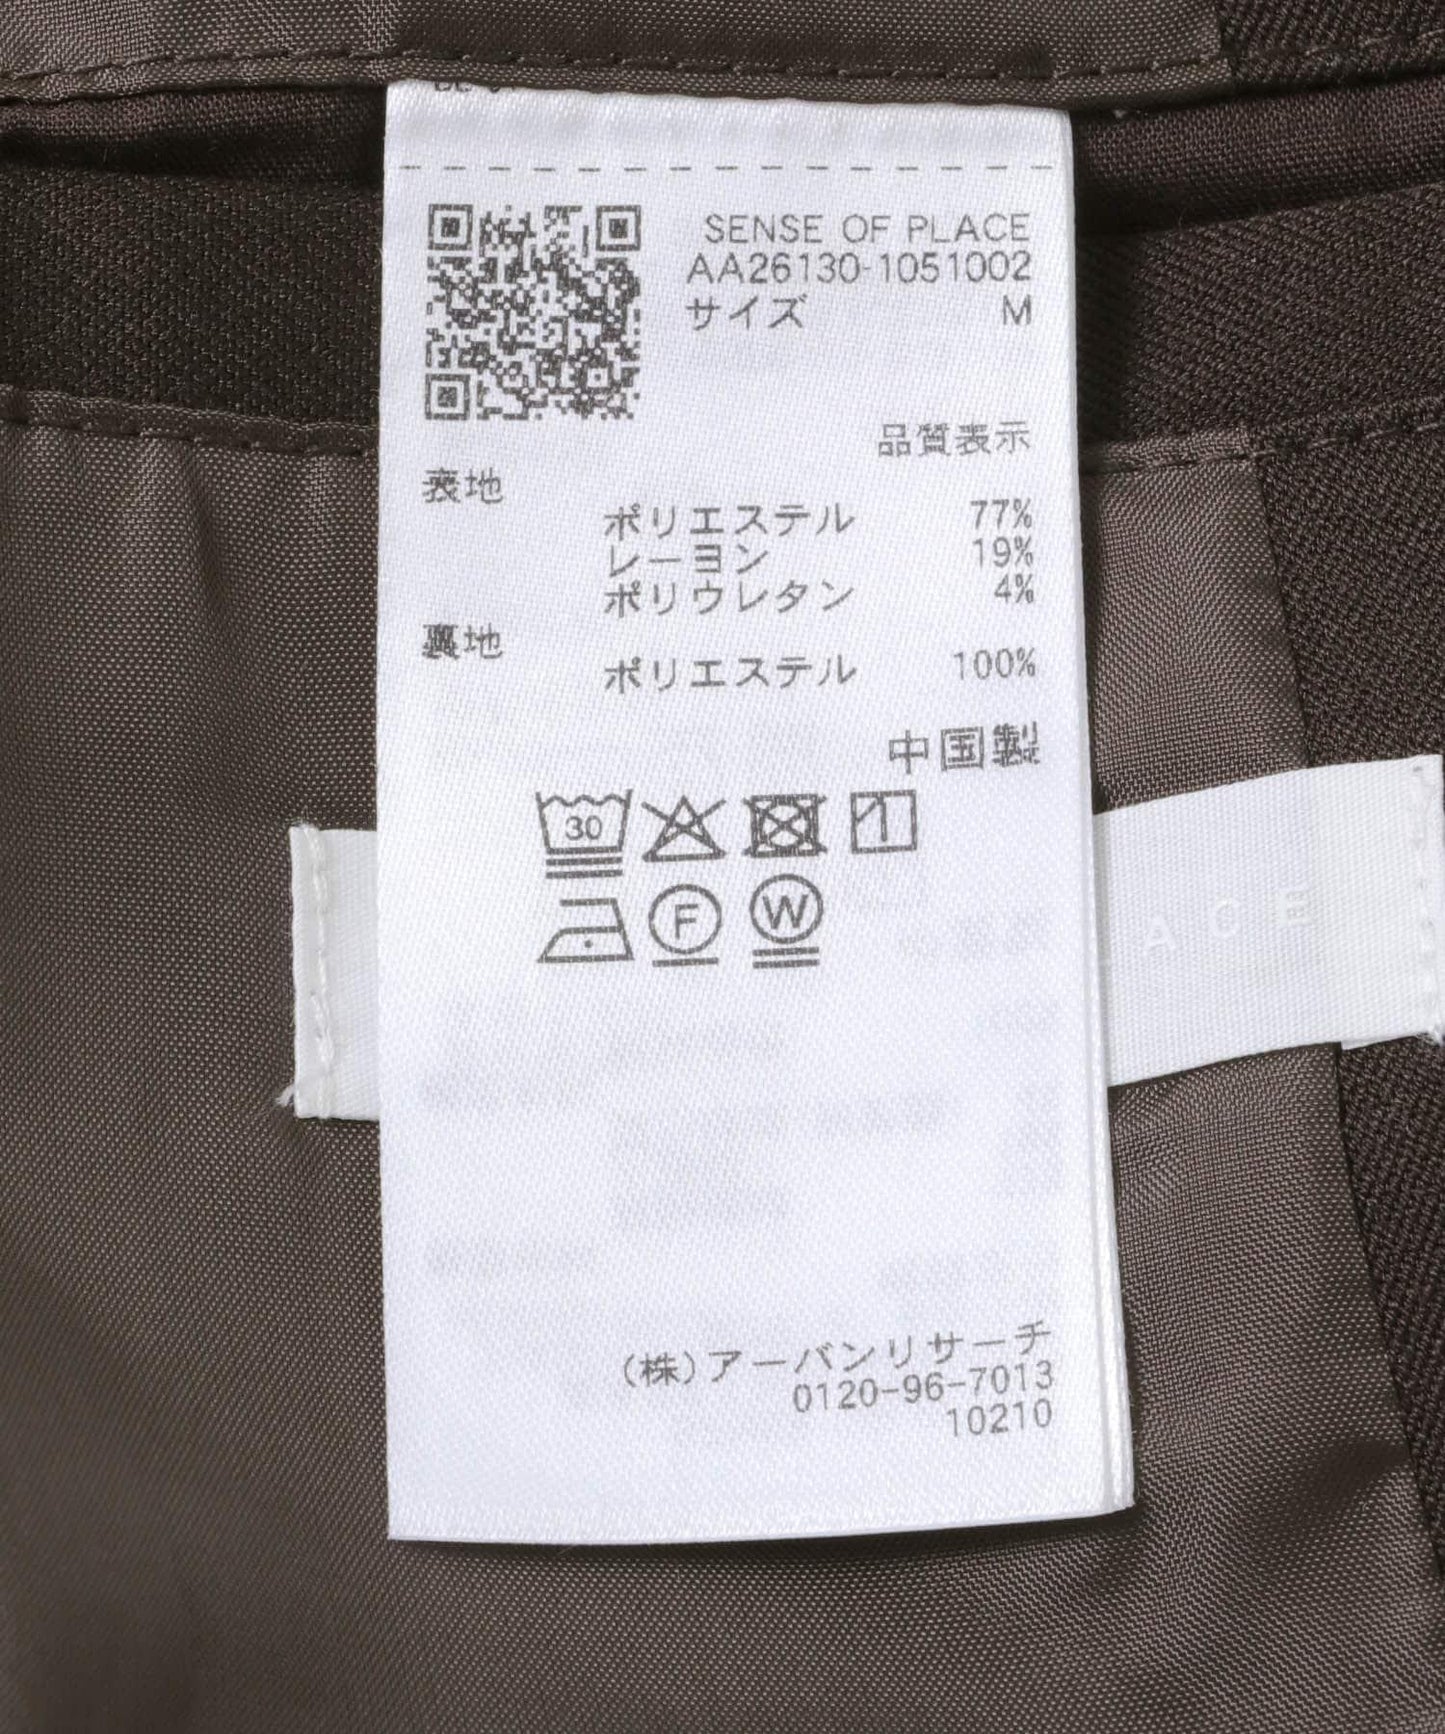 SENSE OF PLACE
AA26130-1051002
サイズ M
品質表示
表地
ポリエステル 77%
レーヨン 19%
ポリウレタン 4%
裏地
ポリエステル 100%
中国製
30
F
W
ACE
(株)アーバンリサーチ
0120-96-7013
10210